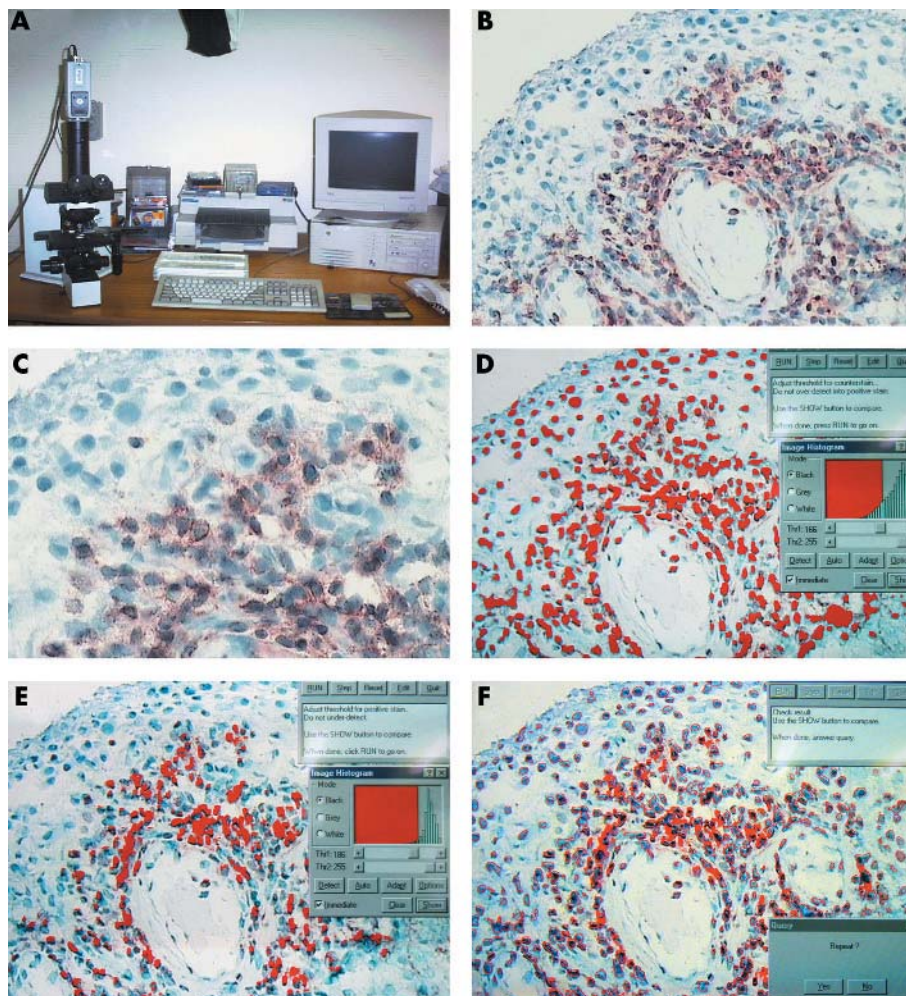 A
B
C
D
RUN Step Reset Edit
Adjust threshold for counterstain...
Do not over detect into positive stain.
Use the SHOW button to compare.
When done, press RUN to go on.
Image Histogram ?
Mode
Black
Grey
White
Thr1: 166
Thr2: 255
Detect Auto Adapt
Immediate Clear
E
RUN Step Reset Edit Quit
Adjust threshold for positive stain.
Do not under-detect.
Use the SHOW button to compare.
When done, click RUN to go on.
Image Histogram ? X
Mode
Black
Grey
White
Thr1: 186
Thr2: 255
Detect Auto Adapt Options
Immediate Clear Show
F
Check result.
Use the SHOW button to compare.
When done, answer query.
Query
Repeat ?
Yes No